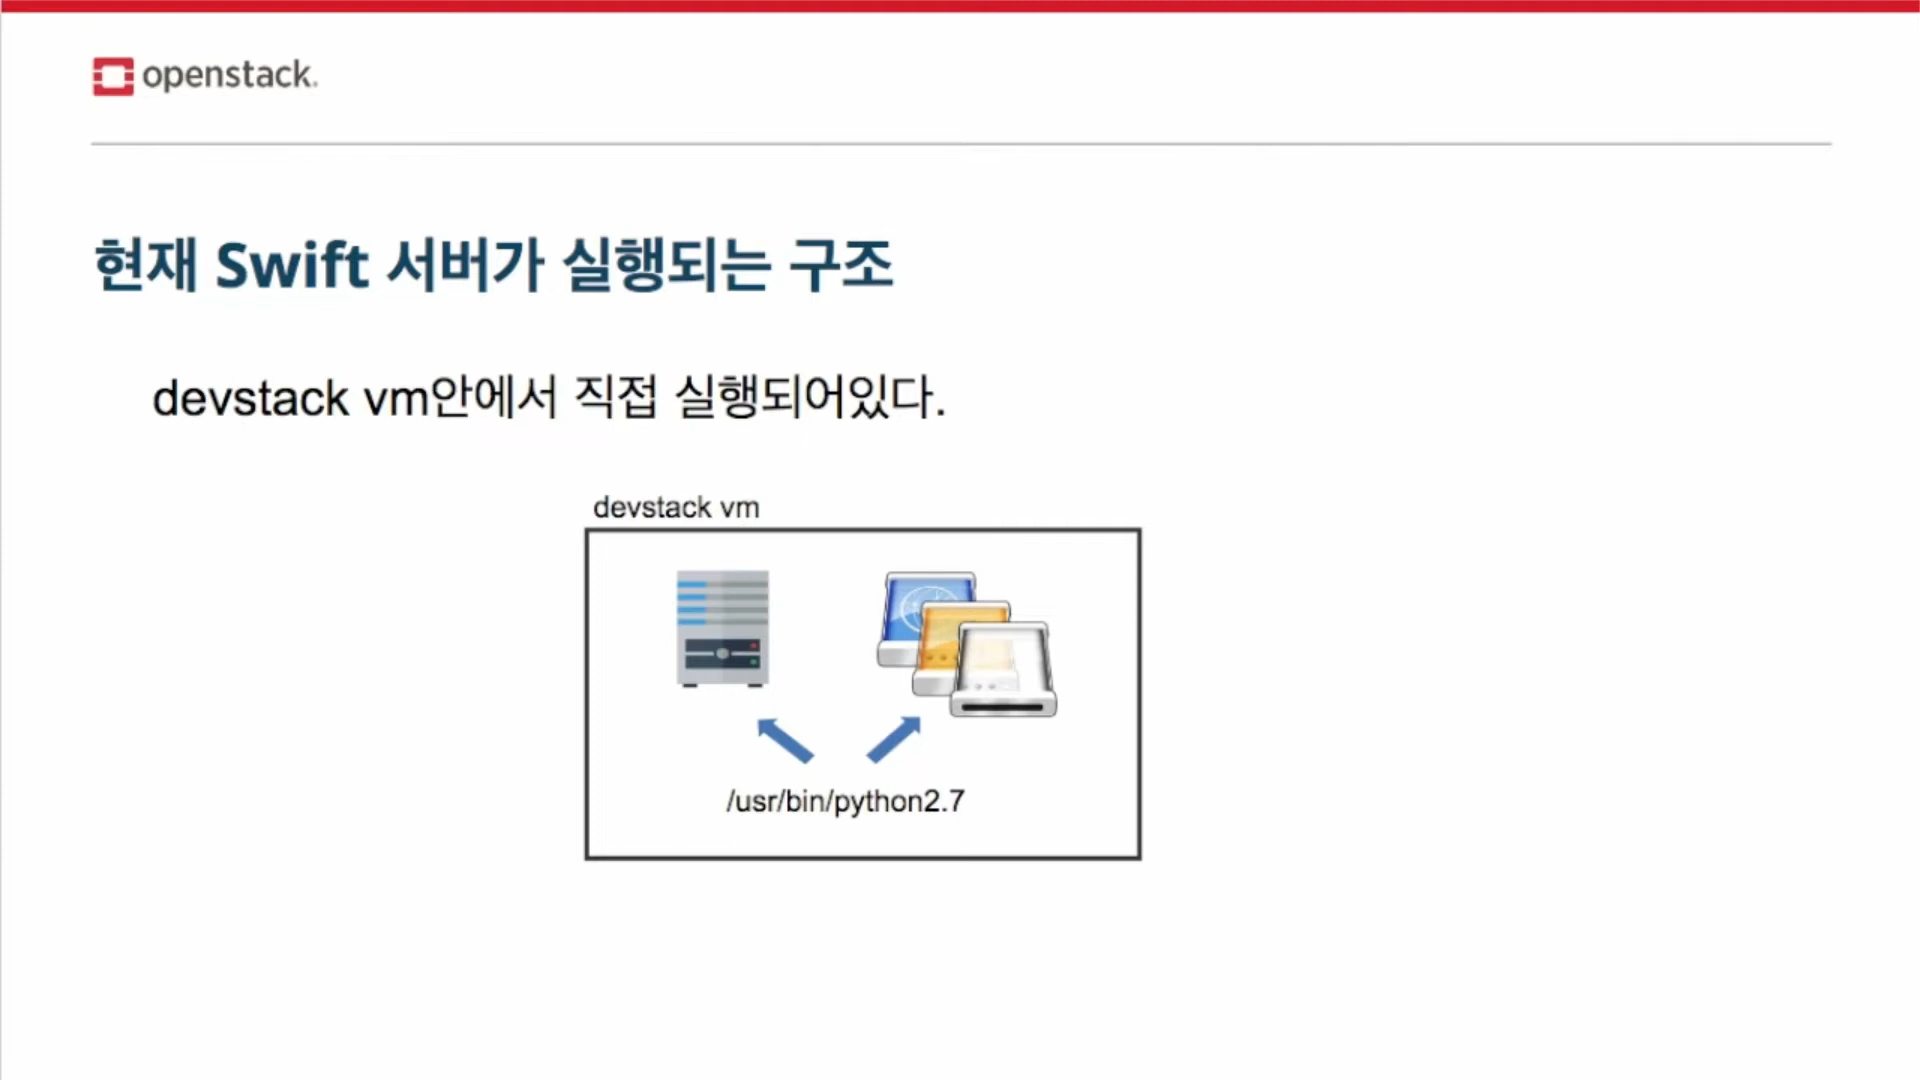 openstack.
현재 Swift 서버가 실행되는 구조
devstack vm안에서 직접 실행되어있다.
devstack vm
/usr/bin/python2.7